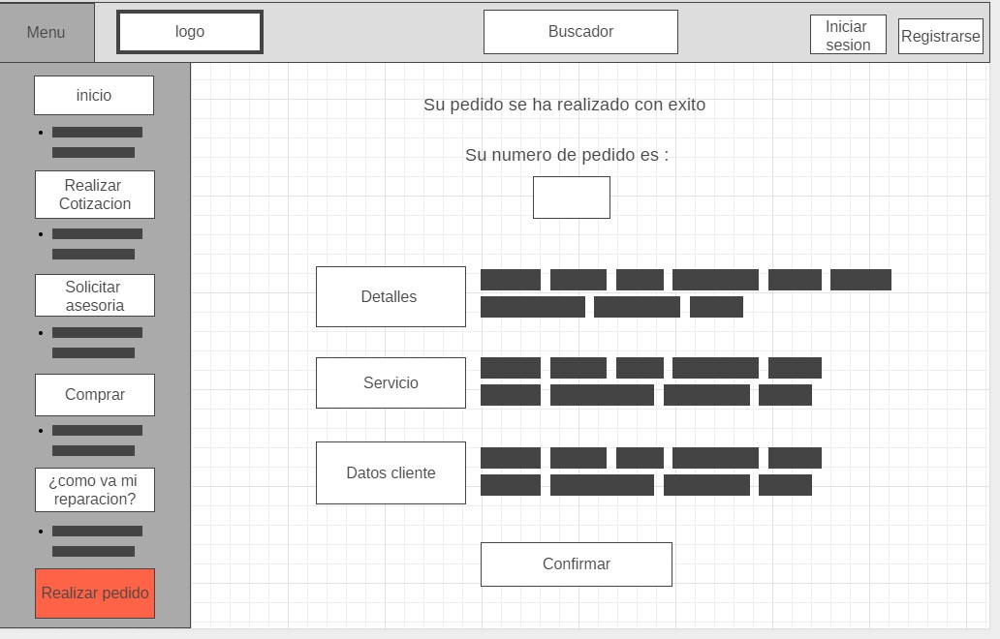 Menu
logo
Buscador
Iniciar
sesion
Registrarse
inicio
Realizar
Cotizacion
Solicitar
asesoria
Comprar
¿como va mi
reparacion?
Realizar pedido
Su pedido se ha realizado con exito
Su numero de pedido es :
Detalles
Servicio
Datos cliente
Confirmar